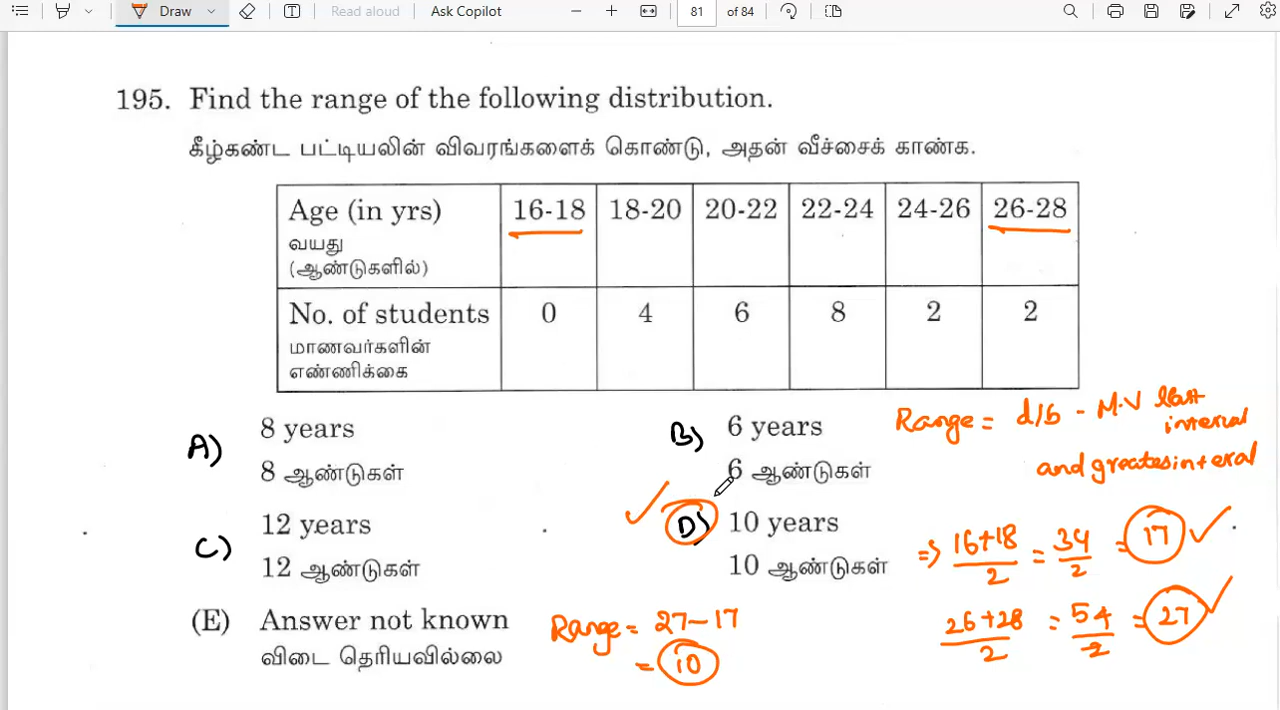 Draw
Read aloud
Ask Copilot
81 of 84
195. Find the range of the following distribution.
கீழ்கண்ட பட்டியலின் விவரங்களைக் கொண்டு, அதன் வீச்சைக் காண்க.
Age (in yrs) 16-18 18-20 20-22 22-24 24-26 26-28
வயது
(ஆண்டுகளில்)
No. of students 0 4 6 8 2 2
மாணவர்களின்
எண்ணிக்கை
A) 8 years
8 ஆண்டுகள்
B) 6 years
6 ஆண்டுகள்
C) 12 years
12 ஆண்டுகள்
D) 10 years
10 ஆண்டுகள்
(E) Answer not known
விடை தெரியவில்லை
Range = d/b - M.V least
interval
and greatest interval
=> 16+18/2 = 34/2 = 17
26+28/2 = 54/2 = 27
Range = 27-17
= 10